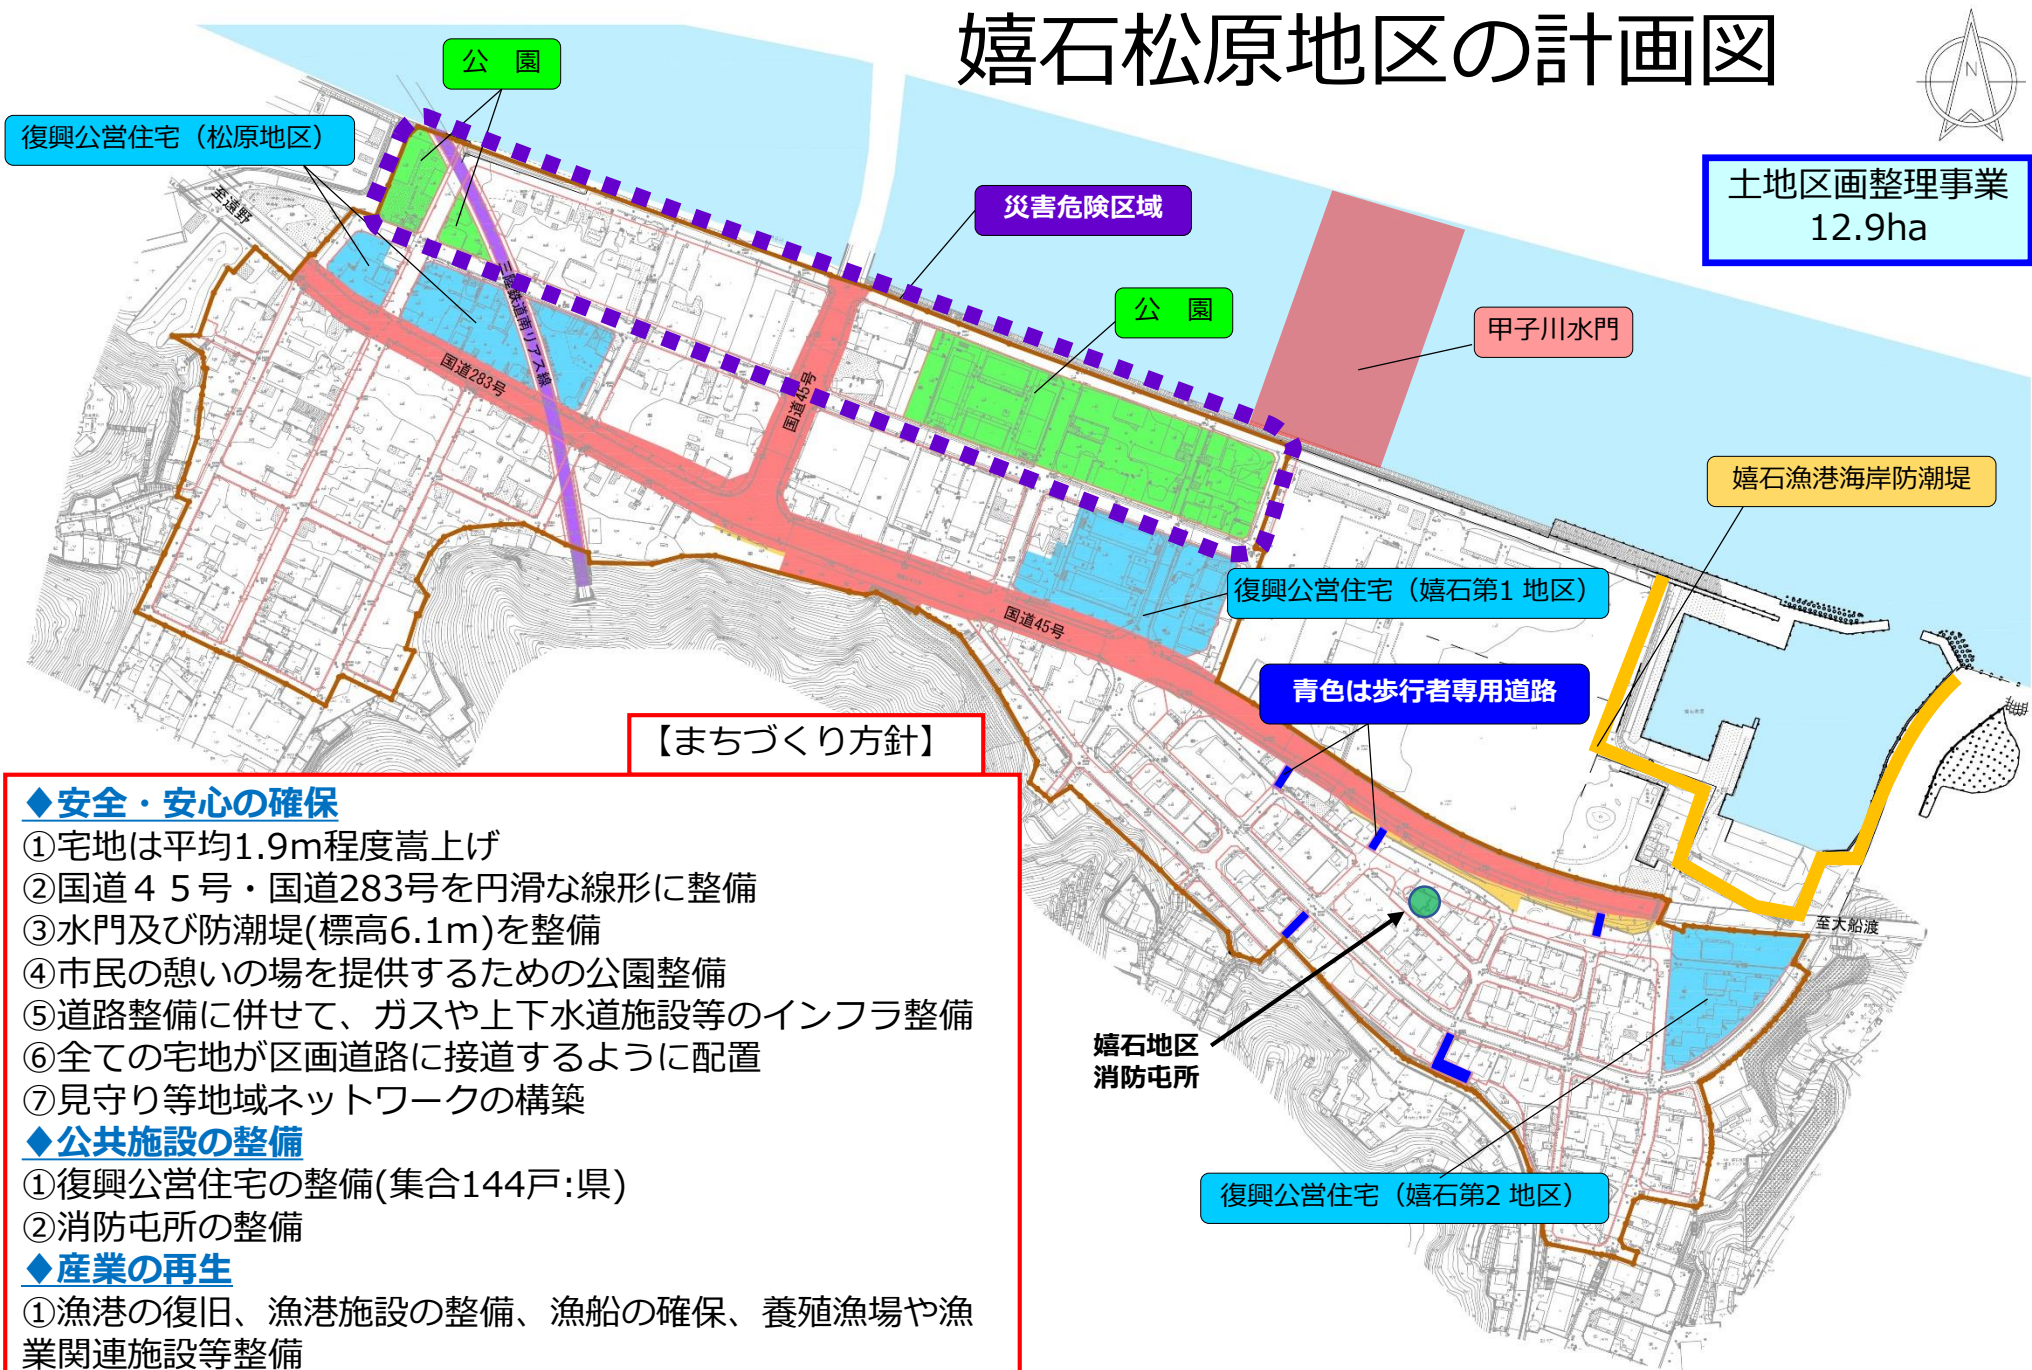 嬉石松原地区の計画図
N
公　園
復興公営住宅（松原地区）
至遠野
災害危険区域
土地区画整理事業
12.9ha
公　園
甲子川水門
三陸鉄道南リアス線
国道283号
国道45号
嬉石漁港海岸防潮堤
復興公営住宅（嬉石第1 地区）
国道45号
青色は歩行者専用道路
至大船渡
嬉石地区
消防屯所
復興公営住宅（嬉石第2 地区）
【まちづくり方針】
◆安全・安心の確保
①宅地は平均1.9m程度嵩上げ
②国道４５号・国道283号を円滑な線形に整備
③水門及び防潮堤(標高6.1m)を整備
④市民の憩いの場を提供するための公園整備
⑤道路整備に併せて、ガスや上下水道施設等のインフラ整備
⑥全ての宅地が区画道路に接道するように配置
⑦見守り等地域ネットワークの構築
◆公共施設の整備
①復興公営住宅の整備(集合144戸:県)
②消防屯所の整備
◆産業の再生
①漁港の復旧、漁港施設の整備、漁船の確保、養殖漁場や漁
業関連施設等整備